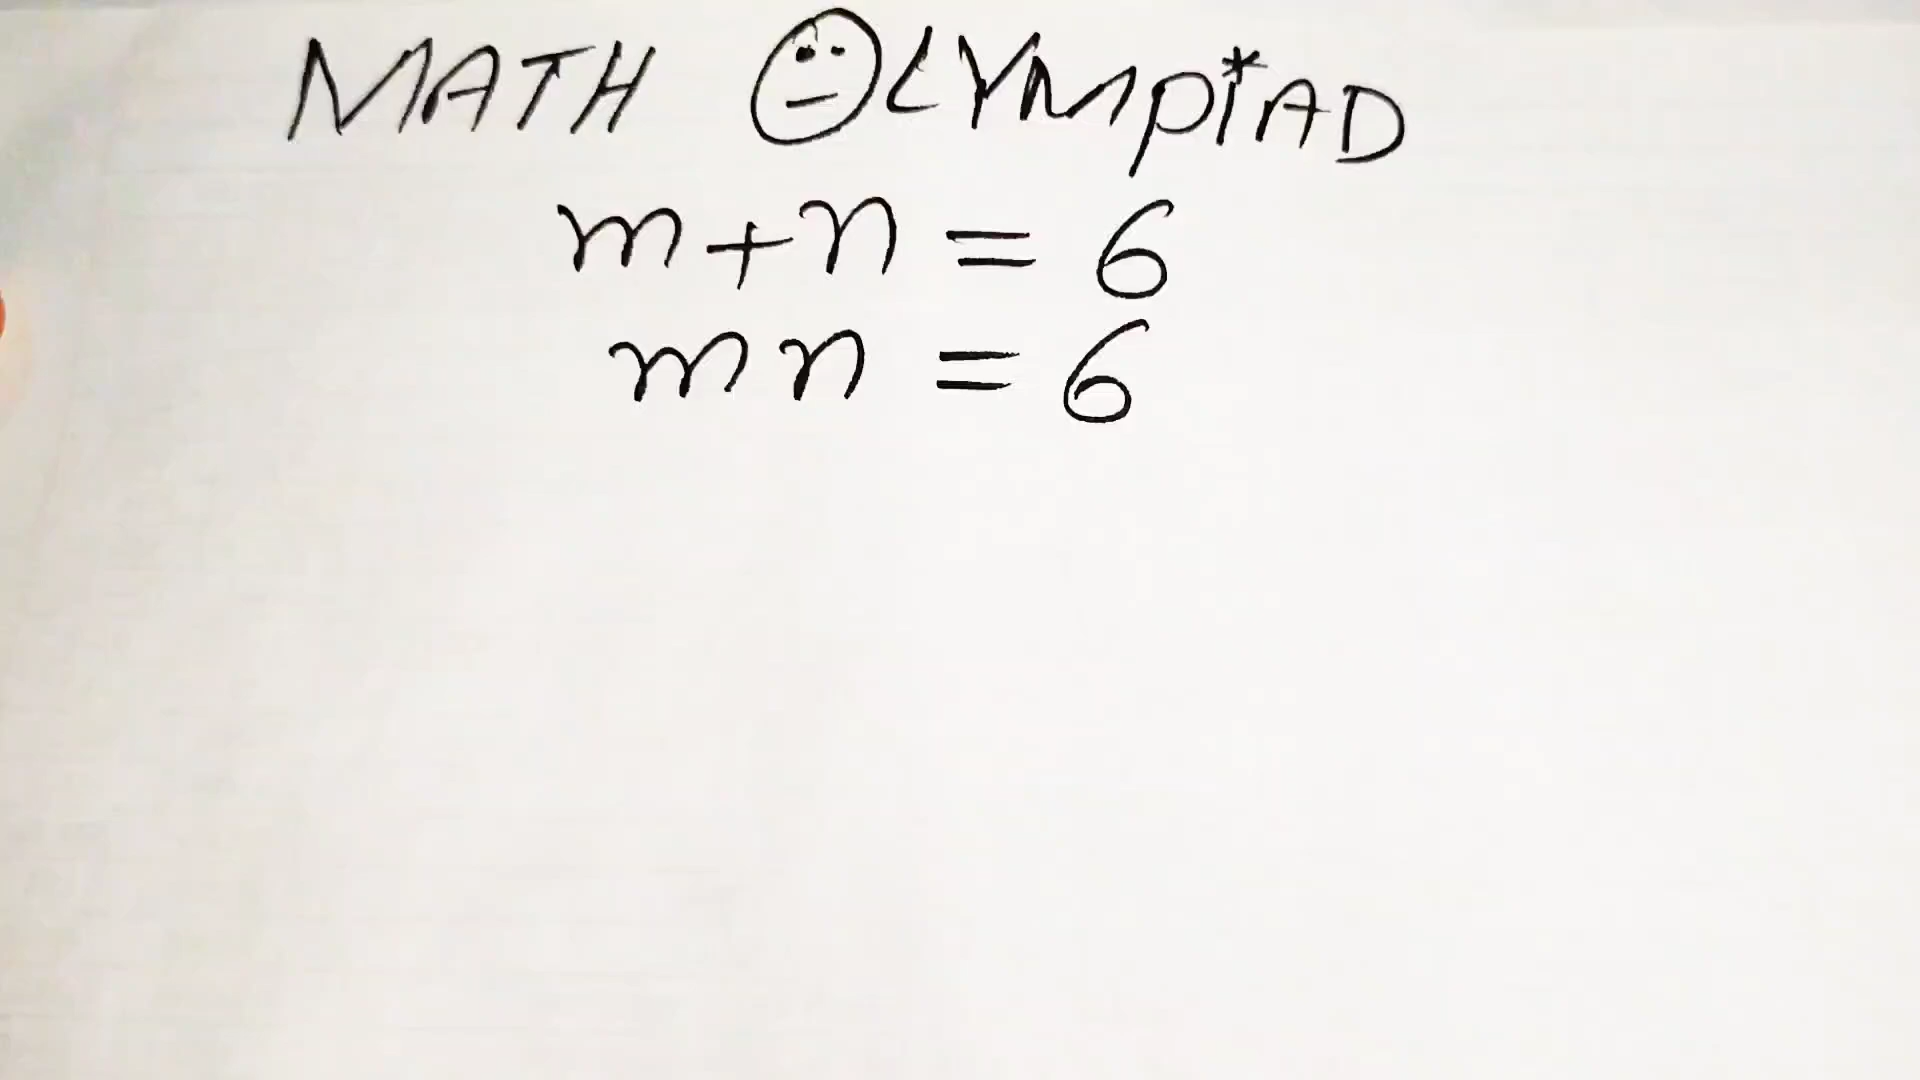 MATH OLYMPiAD
m+n = 6
mn = 6